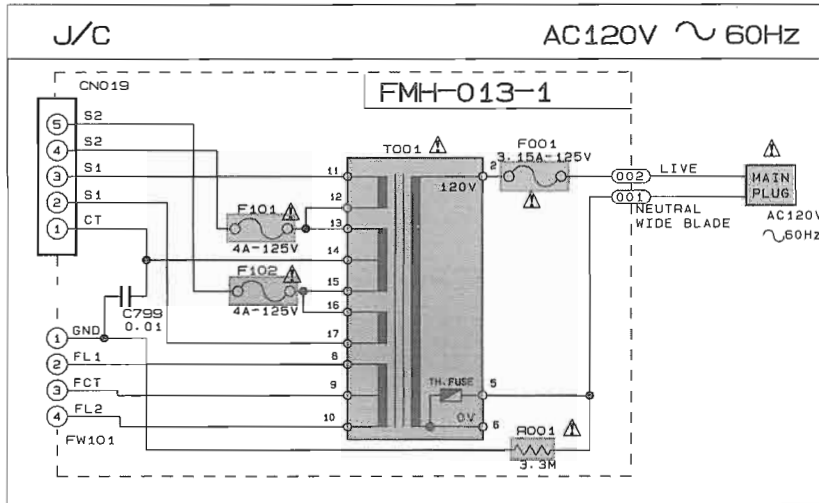 J/C AC120V ~ 60Hz
CN019
FMH-013-1
5 S2
4 S2
3 S1
2 S1
1 CT
T001
11
12
13
14
15
16
17
8
9
10
2
120V
5
TH.FUSE
0V
6
F001
3.15A-125V
002 LIVE
001 NEUTRAL
WIDE BLADE
MAIN
PLUG
AC120V
~60Hz
F101
4A-125V
F102
4A-125V
C799
0.01
1 GND
2 FL1
3 FCT
4 FL2
FW101
R001
3.3M